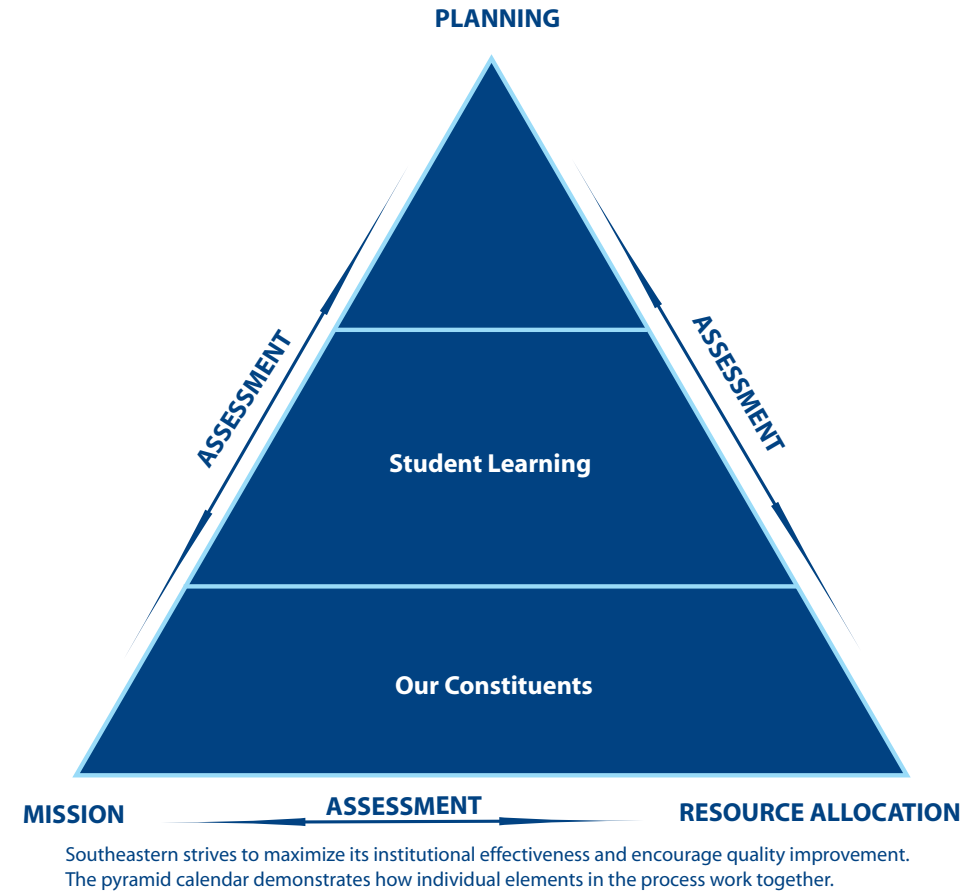 PLANNING
ASSESSMENT
ASSESSMENT
Student Learning
Our Constituents
MISSION
ASSESSMENT
RESOURCE ALLOCATION
Southeastern strives to maximize its institutional effectiveness and encourage quality improvement.
The pyramid calendar demonstrates how individual elements in the process work together.